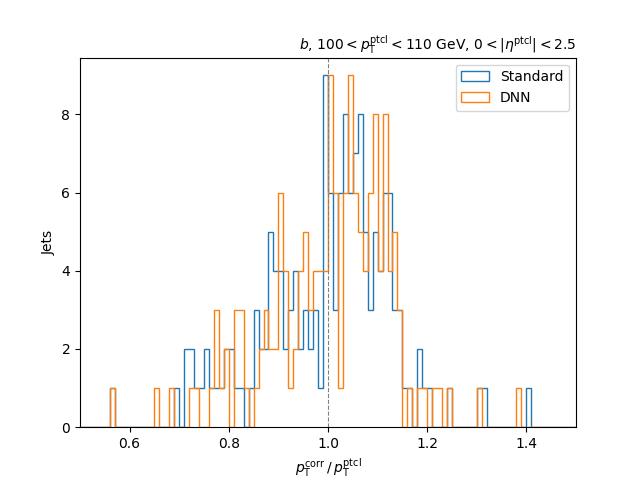 b, 100 < p_T^ptcl < 110 GeV, 0 < |η^ptcl| < 2.5
Standard
DNN
8
6
4
2
0
Jets
0.6 0.8 1.0 1.2 1.4
p_T^corr / p_T^ptcl